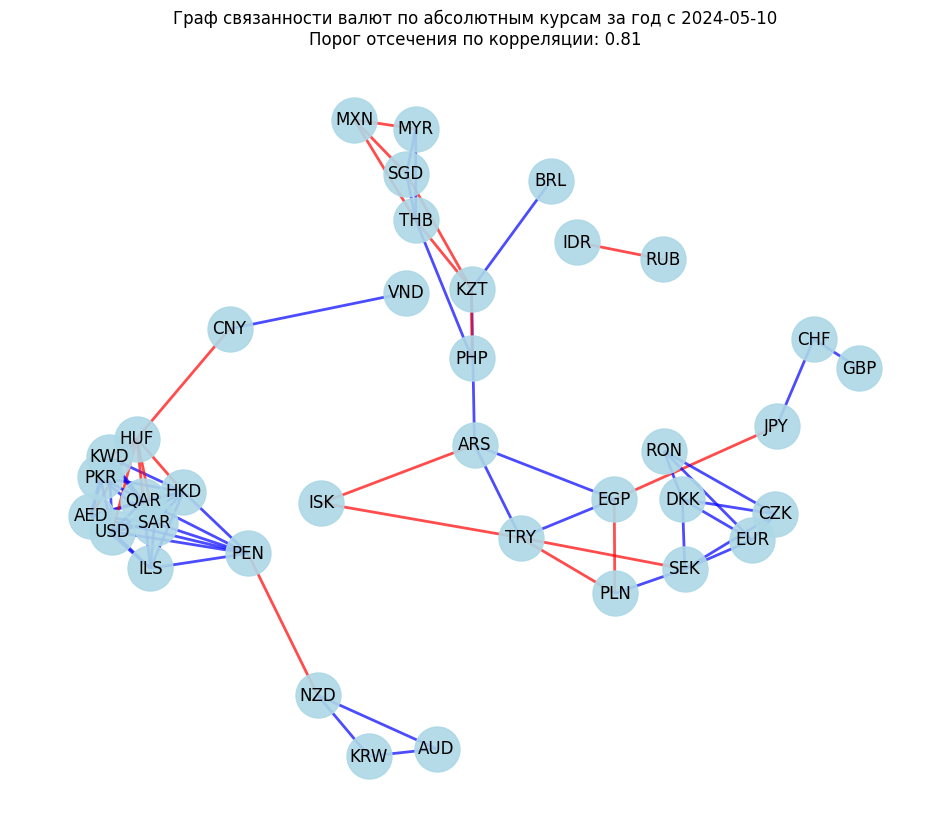 Граф связанности валют по абсолютным курсам за год с 2024-05-10
Порог отсечения по корреляции: 0.81
MXN
MYR
SGD
BRL
THB
IDR
RUB
KZT
VND
CNY
CHF
PHP
GBP
JPY
HUF
ARS
RON
KWD
PKR
HKD
QAR
DKK
EGP
ISK
CZK
AED
SAR
USD
TRY
EUR
PEN
ILS
SEK
PLN
NZD
AUD
KRW